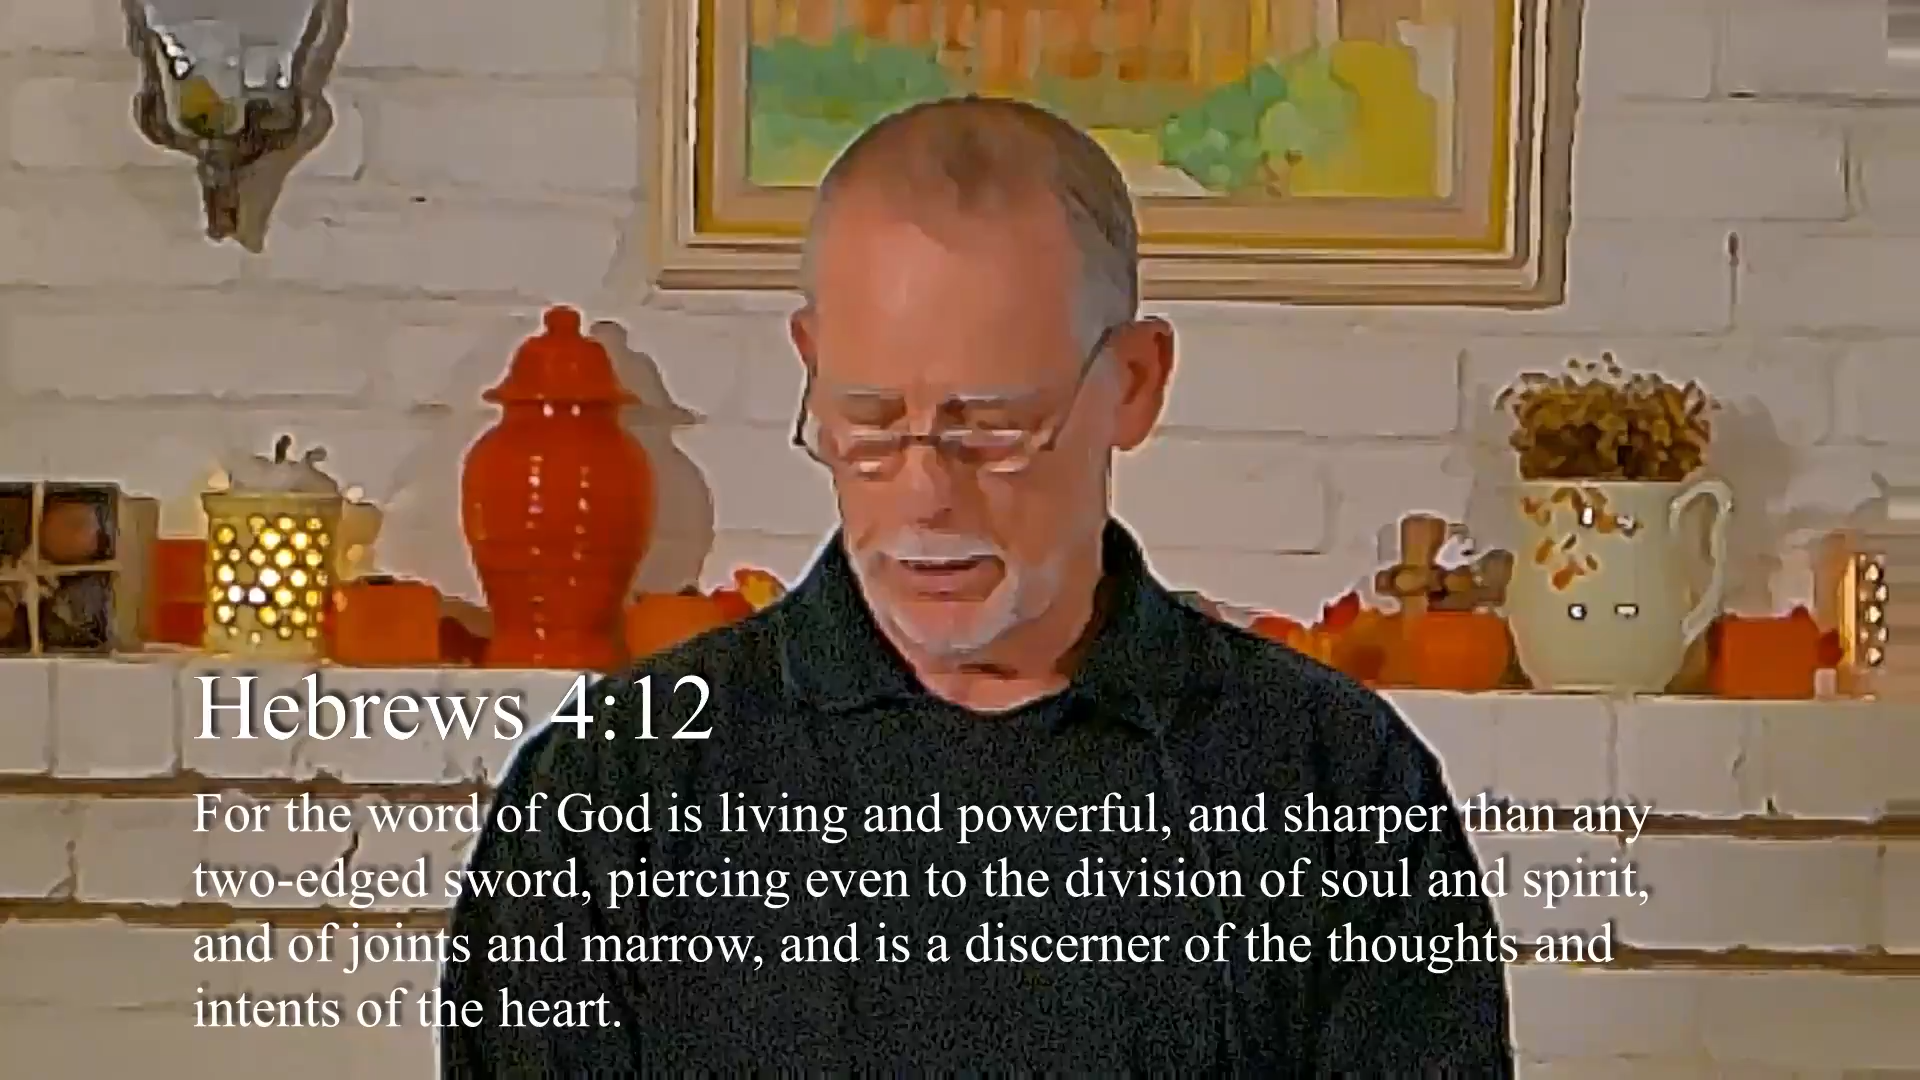 Hebrews 4:12
For the word of God is living and powerful, and sharper than any
two-edged sword, piercing even to the division of soul and spirit,
and of joints and marrow, and is a discerner of the thoughts and
intents of the heart.